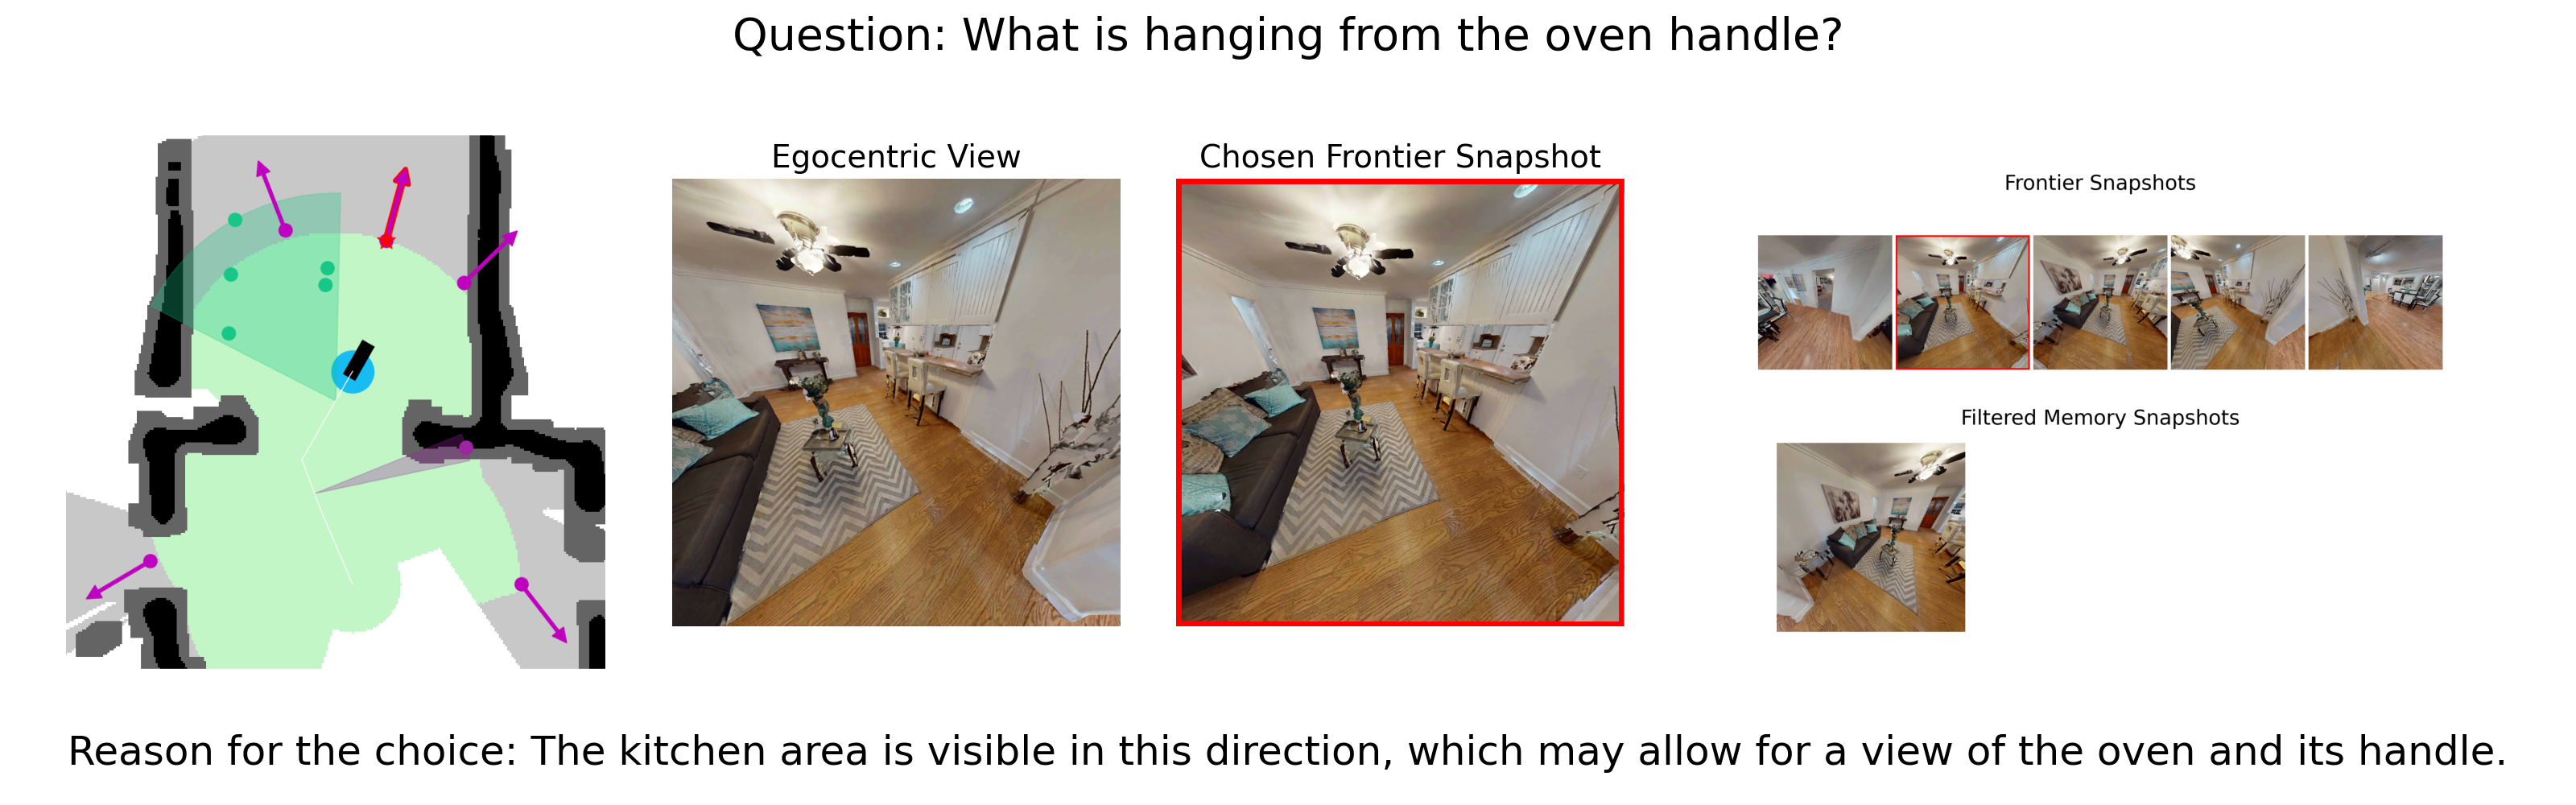 Question: What is hanging from the oven handle?
Egocentric View
Chosen Frontier Snapshot
Frontier Snapshots
Filtered Memory Snapshots
Reason for the choice: The kitchen area is visible in this direction, which may allow for a view of the oven and its handle.